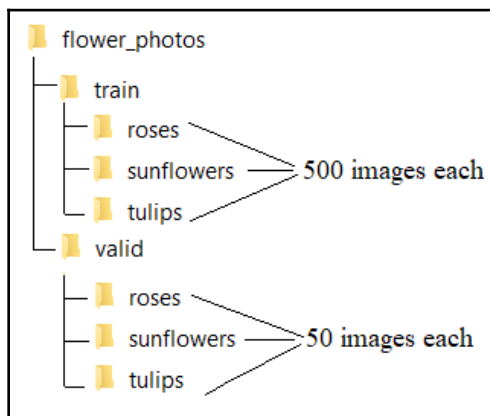 flower_photos
train
roses
sunflowers 500 images each
tulips
valid
roses
sunflowers 50 images each
tulips